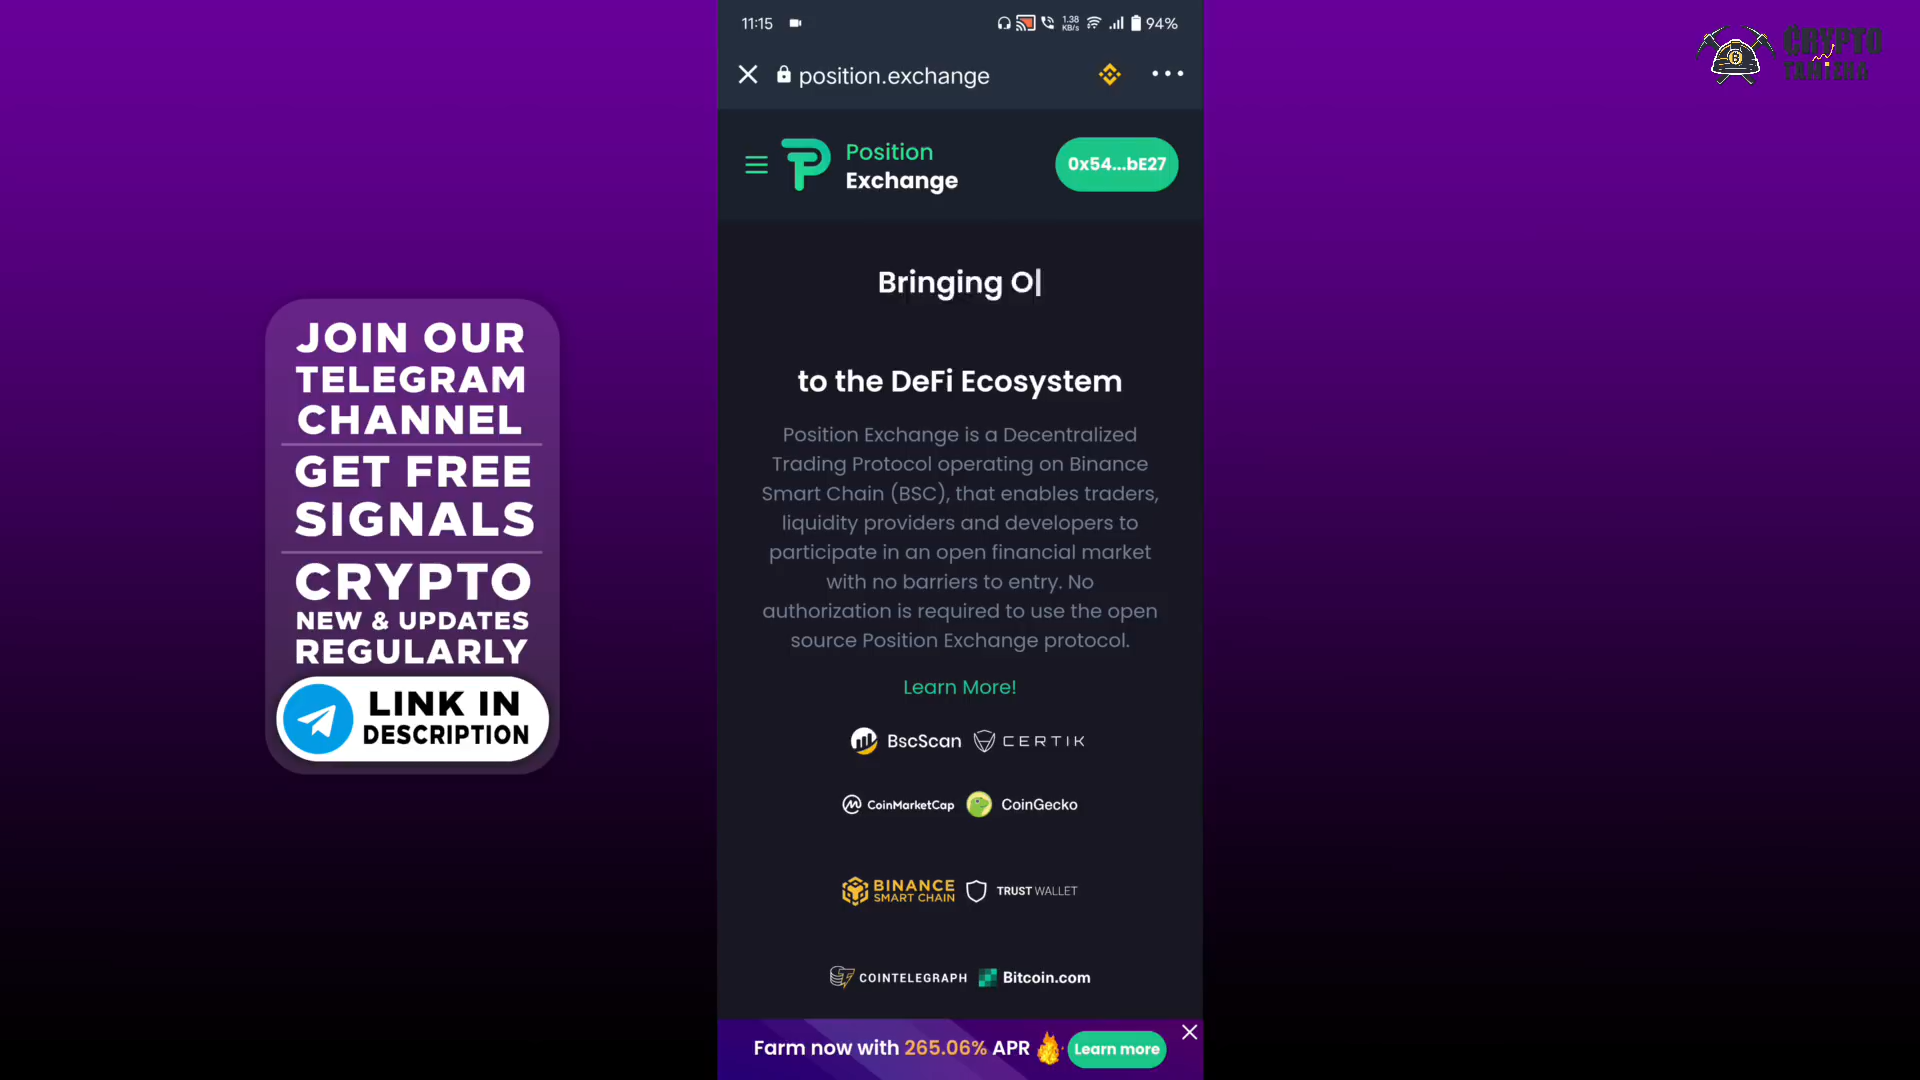 11:15
1.38 KB/s
94%
position.exchange
Position
Exchange
0x54...bE27
Bringing O
to the DeFi Ecosystem
Position Exchange is a Decentralized
Trading Protocol operating on Binance
Smart Chain (BSC), that enables traders,
liquidity providers and developers to
participate in an open financial market
with no barriers to entry. No
authorization is required to use the open
source Position Exchange protocol.
Learn More!
BscScan CERTIK
CoinMarketCap CoinGecko
BINANCE
SMART CHAIN
TRUST WALLET
COINTELEGRAPH Bitcoin.com
Farm now with 265.06% APR
Learn more
JOIN OUR
TELEGRAM
CHANNEL
GET FREE
SIGNALS
CRYPTO
NEW & UPDATES
REGULARLY
LINK IN
DESCRIPTION
CRYPTO